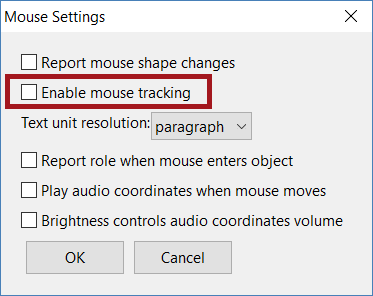 Mouse Settings
Report mouse shape changes
Enable mouse tracking
Text unit resolution: paragraph
Report role when mouse enters object
Play audio coordinates when mouse moves
Brightness controls audio coordinates volume
OK Cancel